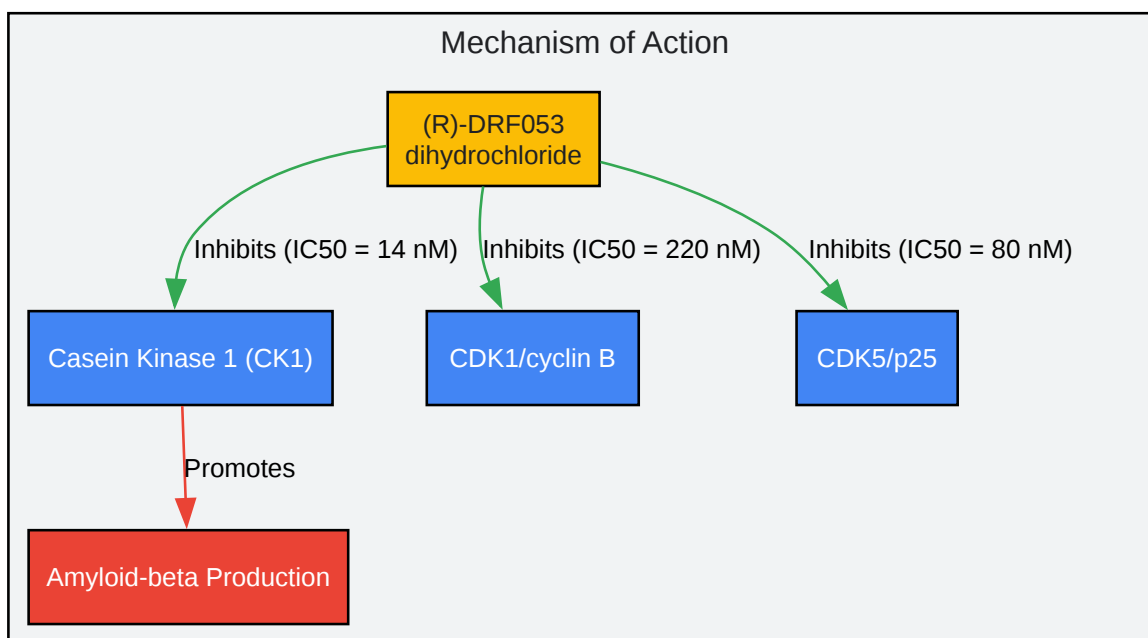 Mechanism of Action
(R)-DRF053
dihydrochloride
Inhibits (IC50 = 14 nM)
Inhibits (IC50 = 220 nM)
Inhibits (IC50 = 80 nM)
Casein Kinase 1 (CK1)
CDK1/cyclin B
CDK5/p25
Promotes
Amyloid-beta Production